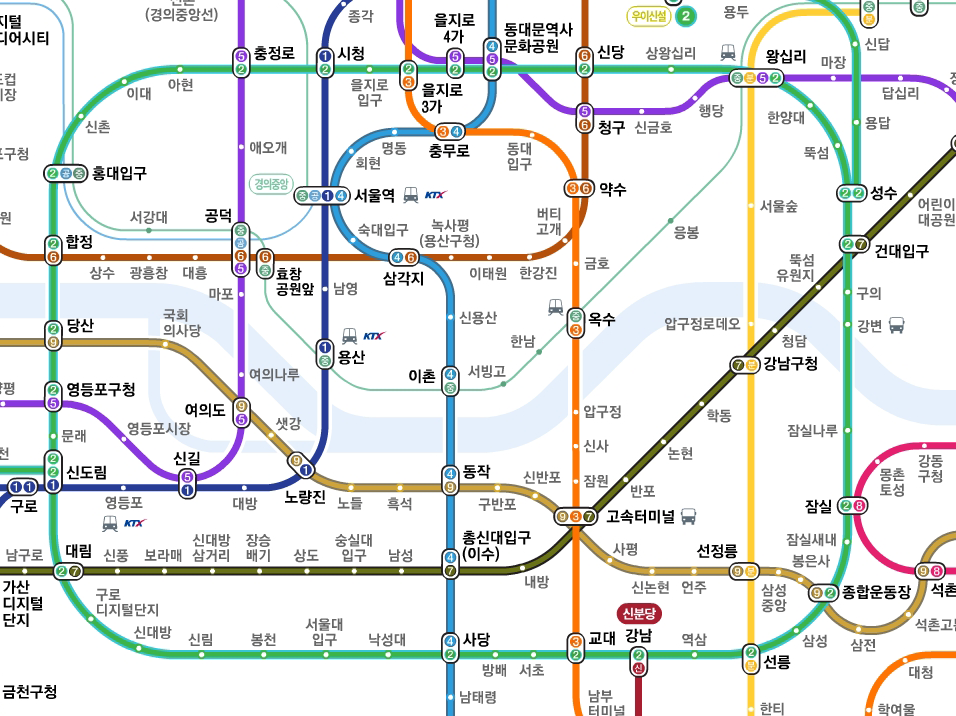 (경의중앙선)
종각
을지로
4가
동대문역사
문화공원
우이신설
2
용두
디어시티
충정로
시청
신당
상왕십리
왕십리
신답
마장
답십리
이대
아현
을지로
입구
을지로
3가
행당
한양대
신촌
청구
신금호
용답
뚝섬
애오개
명동
충무로
동대
입구
회현
홍대입구
경의중앙
서울역
KTX
약수
성수
어린이
대공원
서강대
공덕
숙대입구
녹사평
(용산구청)
버티
고개
서울숲
응봉
합정
건대입구
상수
광흥창
대흥
효창
공원앞
삼각지
이태원
한강진
금호
뚝섬
유원지
마포
남영
구의
국회
의사당
당산
신용산
옥수
압구정로데오
강변
KTX
용산
한남
청담
여의나루
이촌
서빙고
강남구청
영등포구청
여의도
압구정
학동
문래
영등포시장
샛강
신사
논현
잠실나루
신길
신도림
노량진
동작
신반포
잠원
반포
몽촌
토성
강동
구청
구로
영등포
대방
노들
흑석
구반포
고속터미널
잠실
KTX
남구로
대림
신풍
보라매
신대방
삼거리
장승
배기
상도
숭실대
입구
남성
총신대입구
(이수)
내방
사평
선정릉
잠실새내
봉은사
가산
디지털
단지
구로
디지털단지
신논현
언주
삼성
중앙
종합운동장
석촌
신분당
신대방
신림
봉천
서울대
입구
낙성대
사당
방배
서초
교대
강남
역삼
선릉
삼성
삼전
석촌고분
금천구청
남태령
남부
터미널
한티
대청
학여울